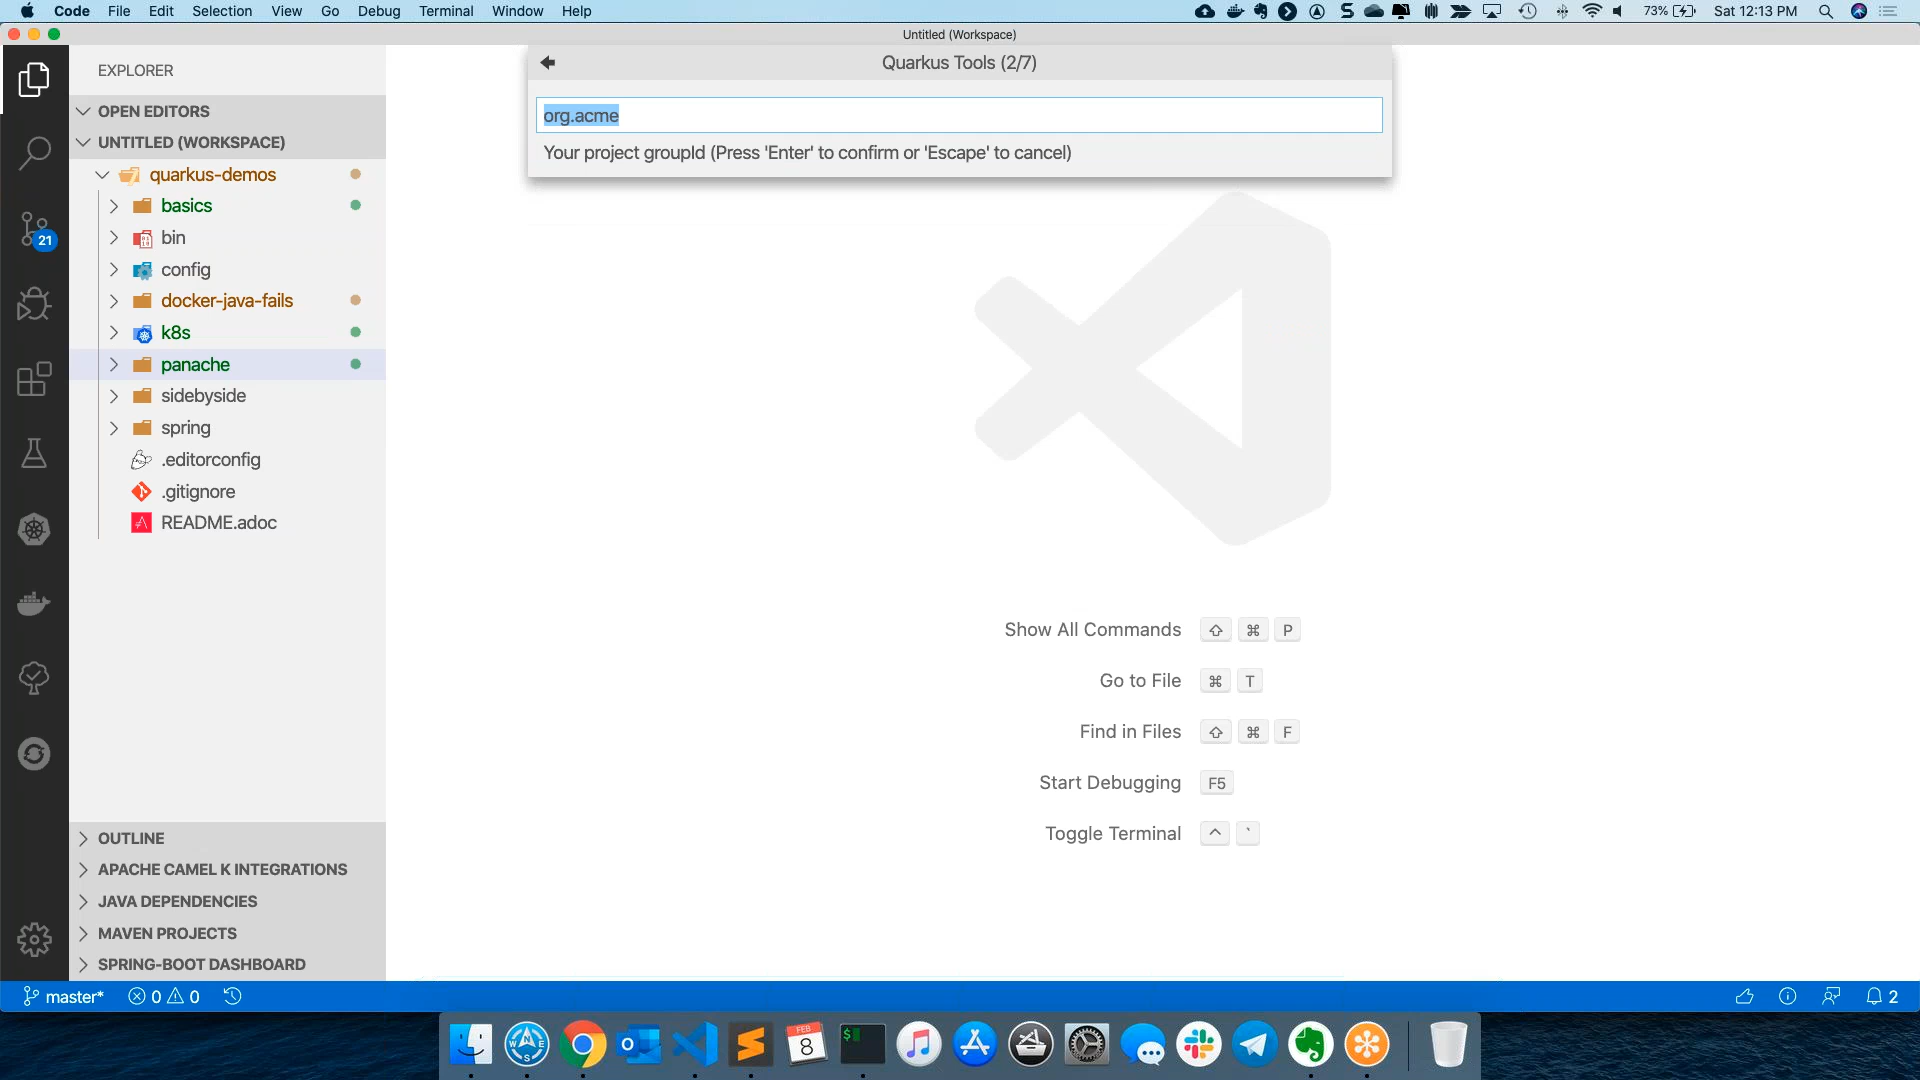 Code File Edit Selection View Go Debug Terminal Window Help
73% Sat 12:13 PM
Untitled (Workspace)
EXPLORER
OPEN EDITORS
UNTITLED (WORKSPACE)
quarkus-demos
basics
bin
config
docker-java-fails
k8s
panache
sidebyside
spring
.editorconfig
.gitignore
README.adoc
21
OUTLINE
APACHE CAMEL K INTEGRATIONS
JAVA DEPENDENCIES
MAVEN PROJECTS
SPRING-BOOT DASHBOARD
Quarkus Tools (2/7)
org.acme
Your project groupId (Press 'Enter' to confirm or 'Escape' to cancel)
Show All Commands ⇧ ⌘ P
Go to File ⌘ T
Find in Files ⇧ ⌘ F
Start Debugging F5
Toggle Terminal ^ `
master* 0 0 2
FEB
8